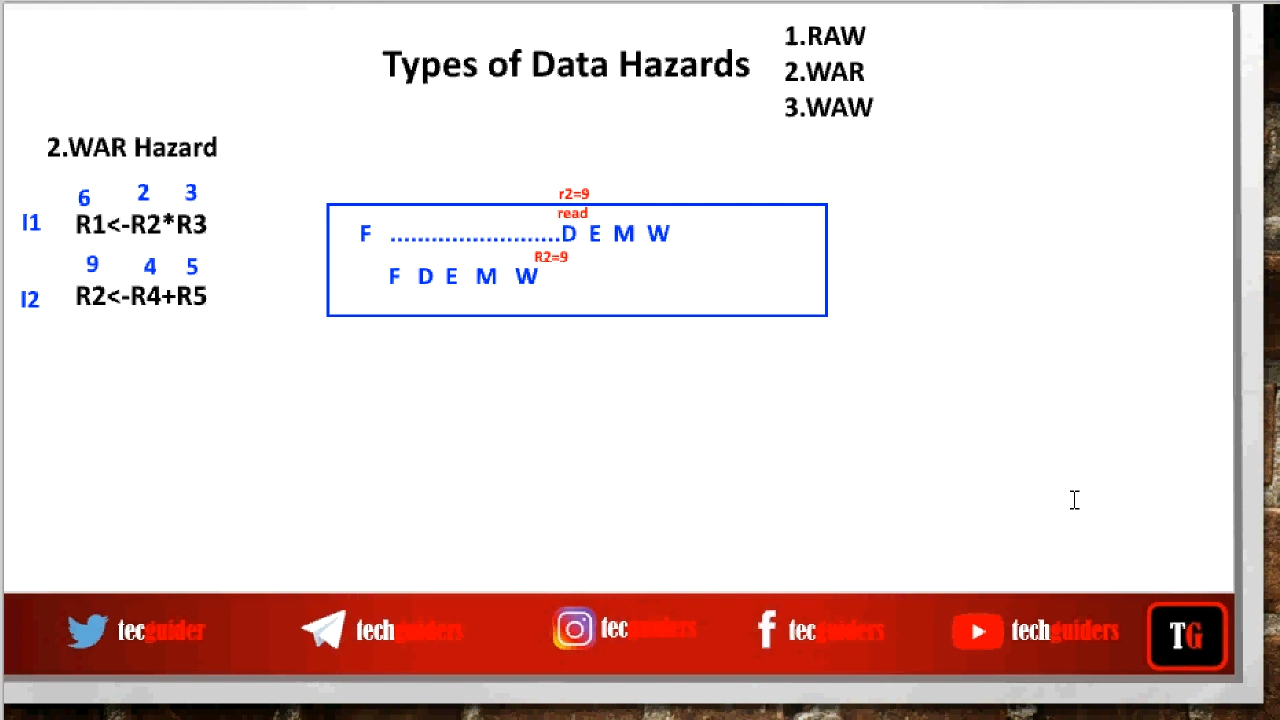 Types of Data Hazards
1.RAW
2.WAR
3.WAW
2.WAR Hazard
6 2 3
I1 R1<-R2*R3
9 4 5
I2 R2<-R4+R5
r2=9
read
F .........................D E M W
R2=9
F D E M W
tecguider
techguiders
tecguiders
tecguiders
techguiders
TG